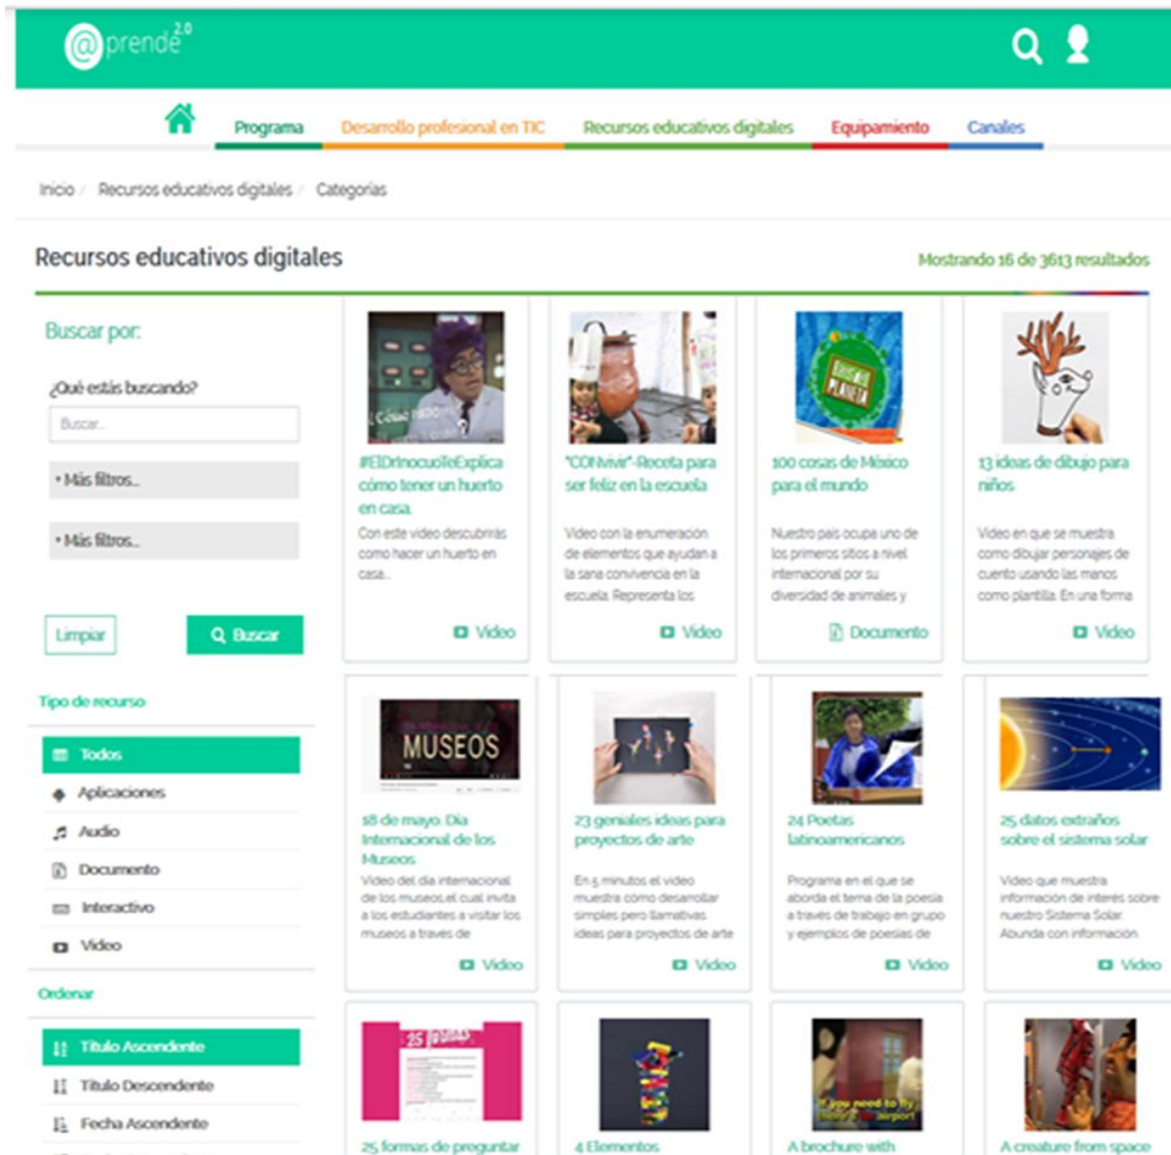 @prende 2.0
Programa
Desarrollo profesional en TIC
Recursos educativos digitales
Equipamiento
Canales
Inicio / Recursos educativos digitales / Categorías
Recursos educativos digitales
Mostrando 16 de 3613 resultados
Buscar por:
¿Qué estás buscando?
Buscar...
+ Más filtros...
+ Más filtros...
Limpiar
Buscar
Tipo de recurso
Todos
Aplicaciones
Audio
Documento
Interactivo
Video
Ordenar
Título Ascendente
Título Descendente
Fecha Ascendente
#ElDrInocuoTeExplica
cómo tener un huerto
en casa.
Con este video descubrirás
como hacer un huerto en
casa...
Video
"CONvivir"-Receta para
ser feliz en la escuela
Video con la enumeración
de elementos que ayudan a
la sana convivencia en la
escuela. Representa los
Video
PLANETA
100 cosas de México
para el mundo
Nuestro país ocupa uno de
los primeros sitios a nivel
internacional por su
diversidad de animales y
Documento
13 ideas de dibujo para
niños
Video en que se muestra
como dibujar personajes de
cuento usando las manos
como plantilla. En una forma
Video
MUSEOS
18 de mayo. Día
Internacional de los
Museos
Video del día internacional
de los museos,el cual invita
a los estudiantes a visitar los
museos a través de
Video
23 geniales ideas para
proyectos de arte
En 5 minutos el video
muestra cómo desarrollar
simples pero llamativas
ideas para proyectos de arte
Video
24 Poetas
latinoamericanos
Programa en el que se
aborda el tema de la poesía
a través de trabajo en grupo
y ejemplos de poesías de
Video
25 datos extraños
sobre el sistema solar
Video que muestra
información de interés sobre
nuestro Sistema Solar.
Abunda con información
Video
25 formas
25 formas de preguntar
4 Elementos
If you need to fly
airport
A brochure with
A creature from space